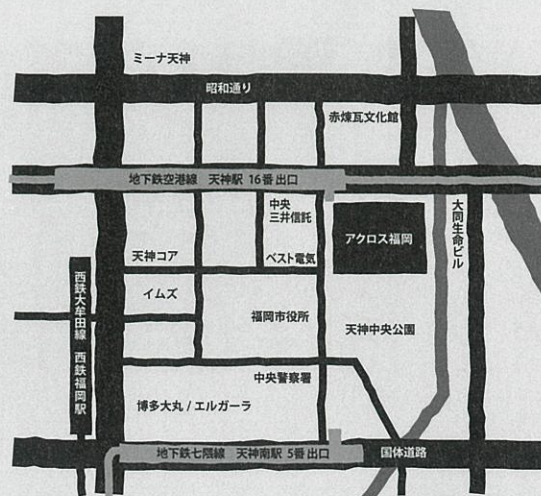 ミーナ天神
昭和通り
赤煉瓦文化館
地下鉄空港線 天神駅 16番出口
中央
三井信託
アクロス福岡
大同生命ビル
天神コア
ベスト電気
西鉄大牟田線 西鉄福岡駅
イムズ
福岡市役所
天神中央公園
中央警察署
博多大丸 / エルガーラ
地下鉄七隈線 天神南駅 5番出口
国体道路